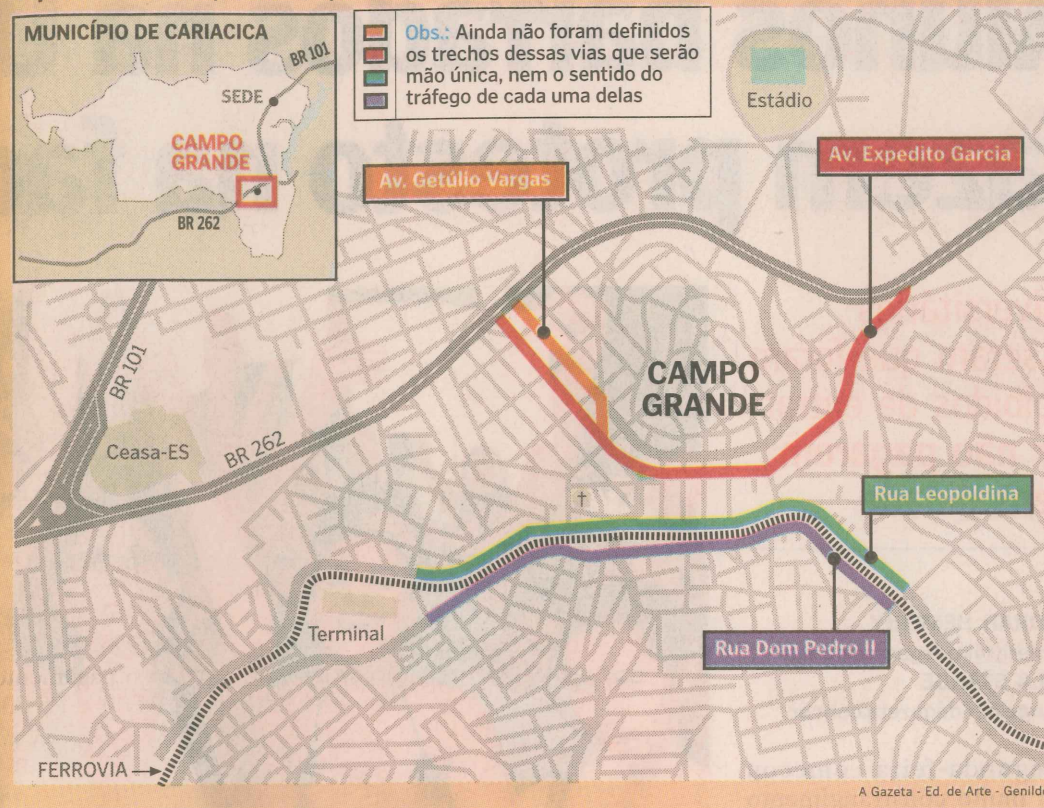 MUNICÍPIO DE CARIACICA
BR 101
SEDE
CAMPO
GRANDE
BR 262
Obs.: Ainda não foram definidos
os trechos dessas vias que serão
mão única, nem o sentido do
tráfego de cada uma delas
Estádio
Av. Getúlio Vargas
Av. Expedito Garcia
BR 101
CAMPO
GRANDE
Ceasa-ES
BR 262
Rua Leopoldina
Terminal
Rua Dom Pedro II
FERROVIA
A Gazeta - Ed. de Arte - Genildo